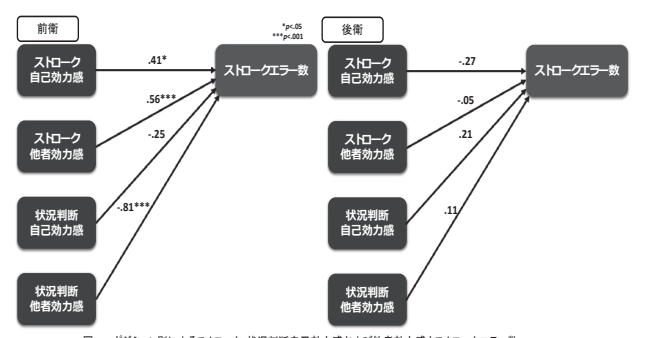 前衛
*p<.05
***p<.001
ストローク
自己効力感
ストローク
他者効力感
状況判断
自己効力感
状況判断
他者効力感
.41*
.56***
-.25
-.81***
ストロークエラー数
後衛
ストローク
自己効力感
ストローク
他者効力感
状況判断
自己効力感
状況判断
他者効力感
-.27
-.05
.21
.11
ストロークエラー数